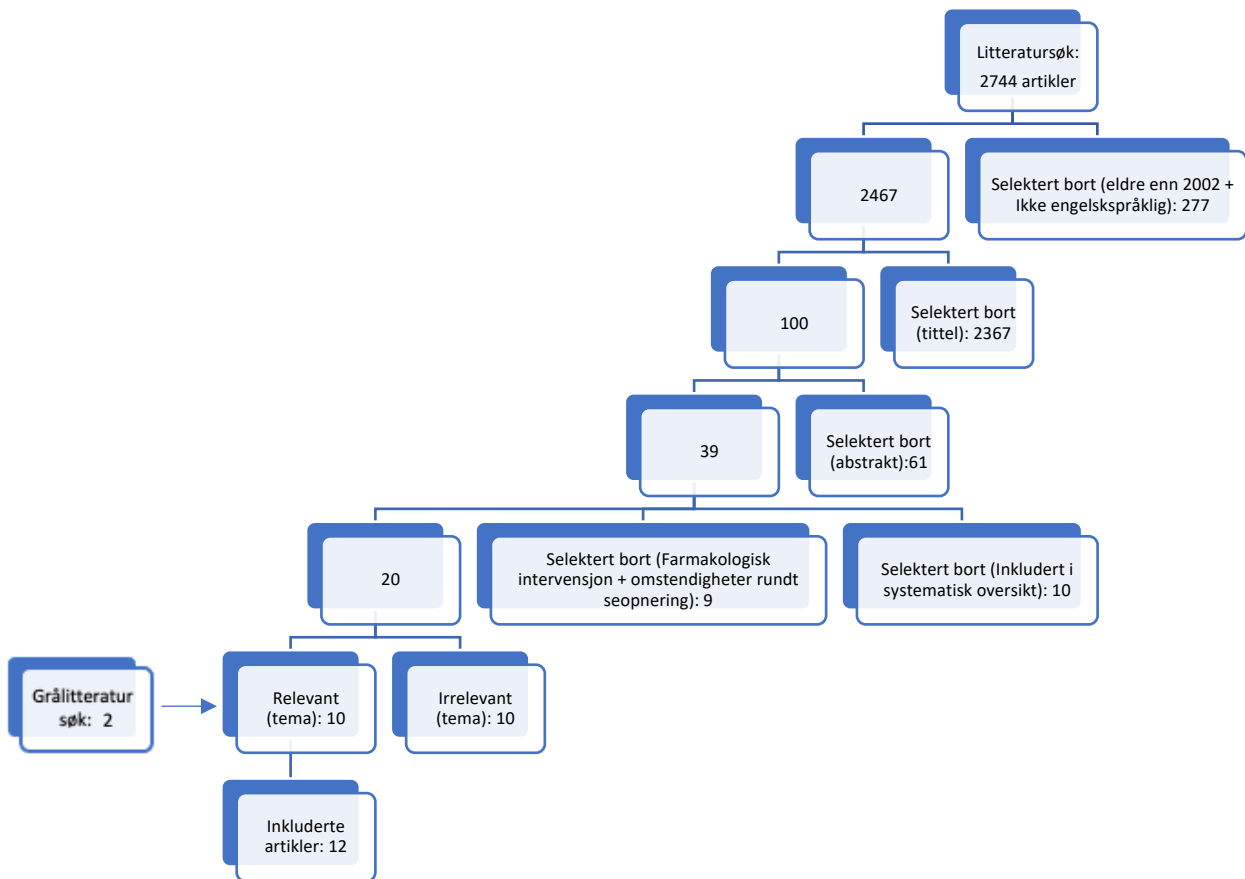 Litteratursøk:
2744 artikler
2467
Selektert bort (eldre enn 2002 +
Ikke engelskspråklig): 277
100
Selektert bort
(tittel): 2367
39
Selektert bort
(abstrakt):61
20
Selektert bort (Farmakologisk
intervensjon + omstendigheter rundt
seopnering): 9
Selektert bort (Inkludert i
systematisk oversikt): 10
Grålitteratur
søk: 2
Relevant
(tema): 10
Irrelevant
(tema): 10
Inkluderte
artikler: 12